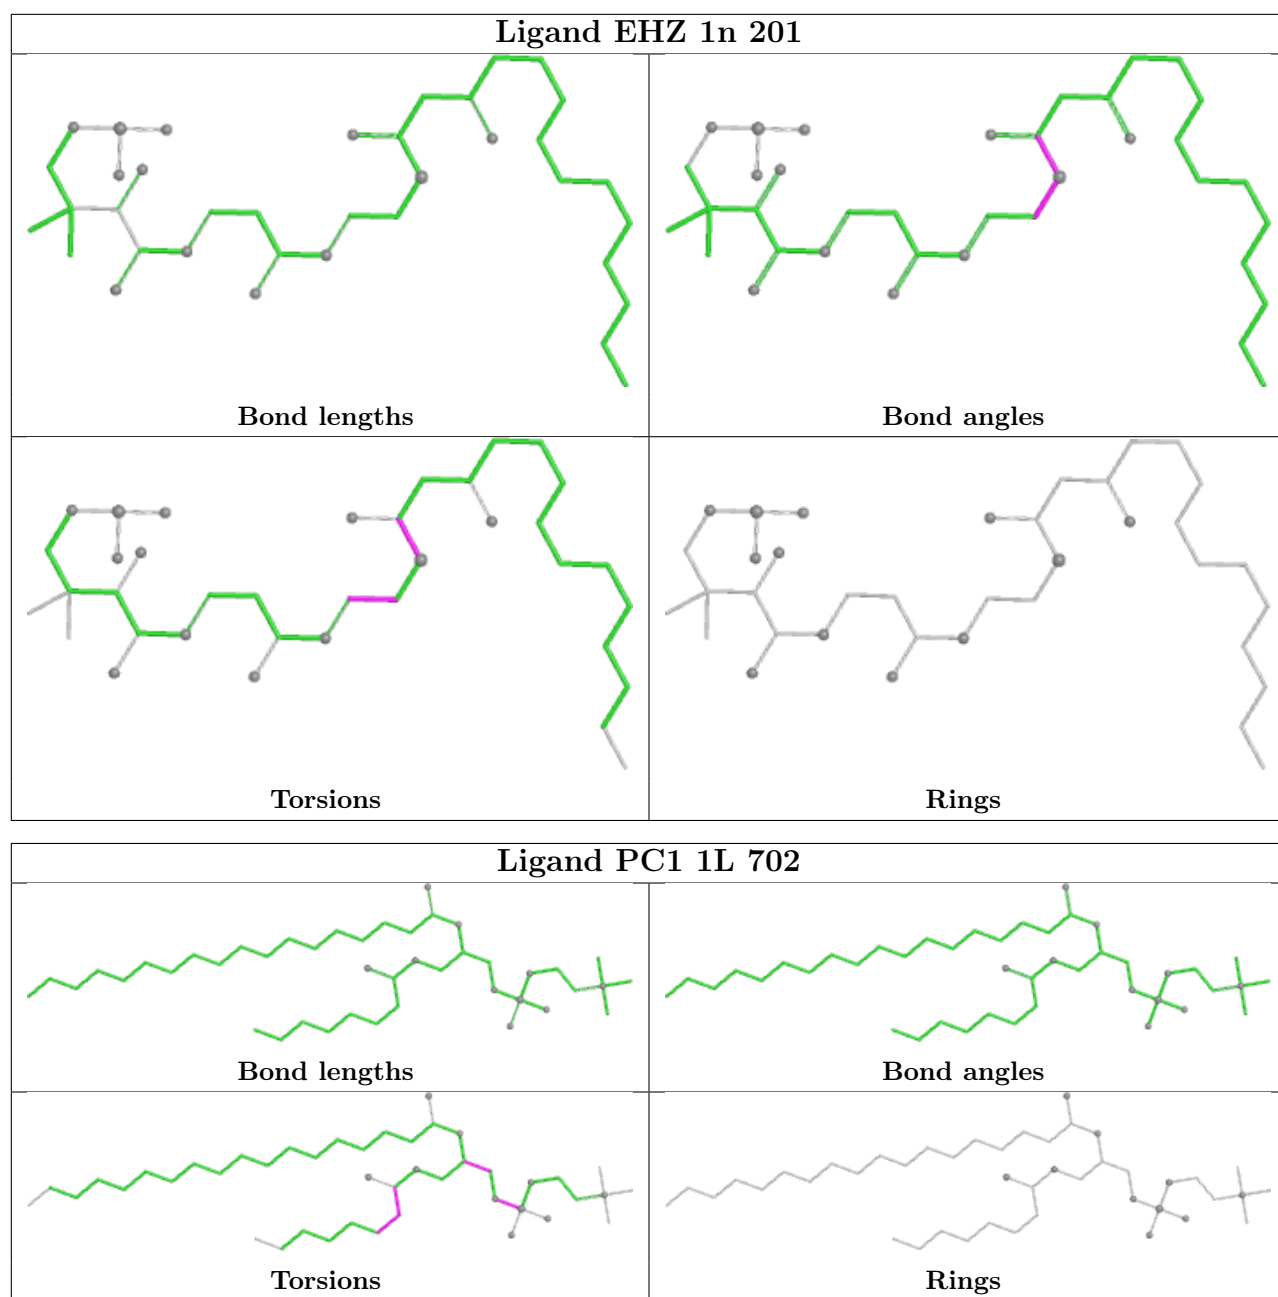 Ligand EHZ 1n 201
Bond lengths
Bond angles
Torsions
Rings
Ligand PC1 1L 702
Bond lengths
Bond angles
Torsions
Rings